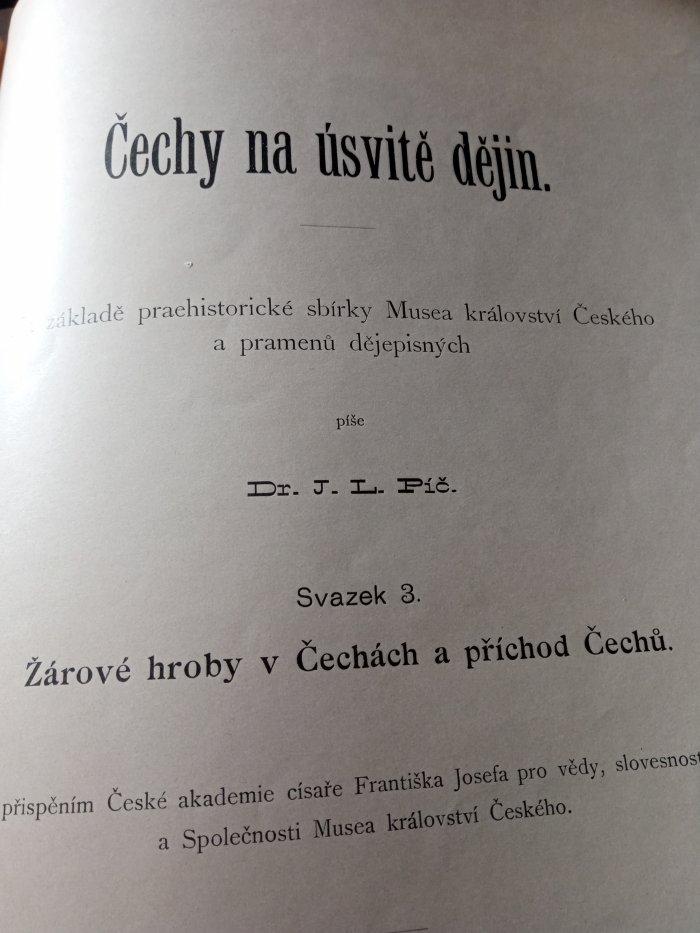 Čechy na úsvitě dějin.
základě praehistorické sbírky Musea království Českého
a pramenů dějepisných
píše
Dr. J. L. Píč.
Svazek 3.
Žárové hroby v Čechách a příchod Čechů.
přispěním České akademie císaře Františka Josefa pro vědy, slovesnost
a Společnosti Musea království Českého.